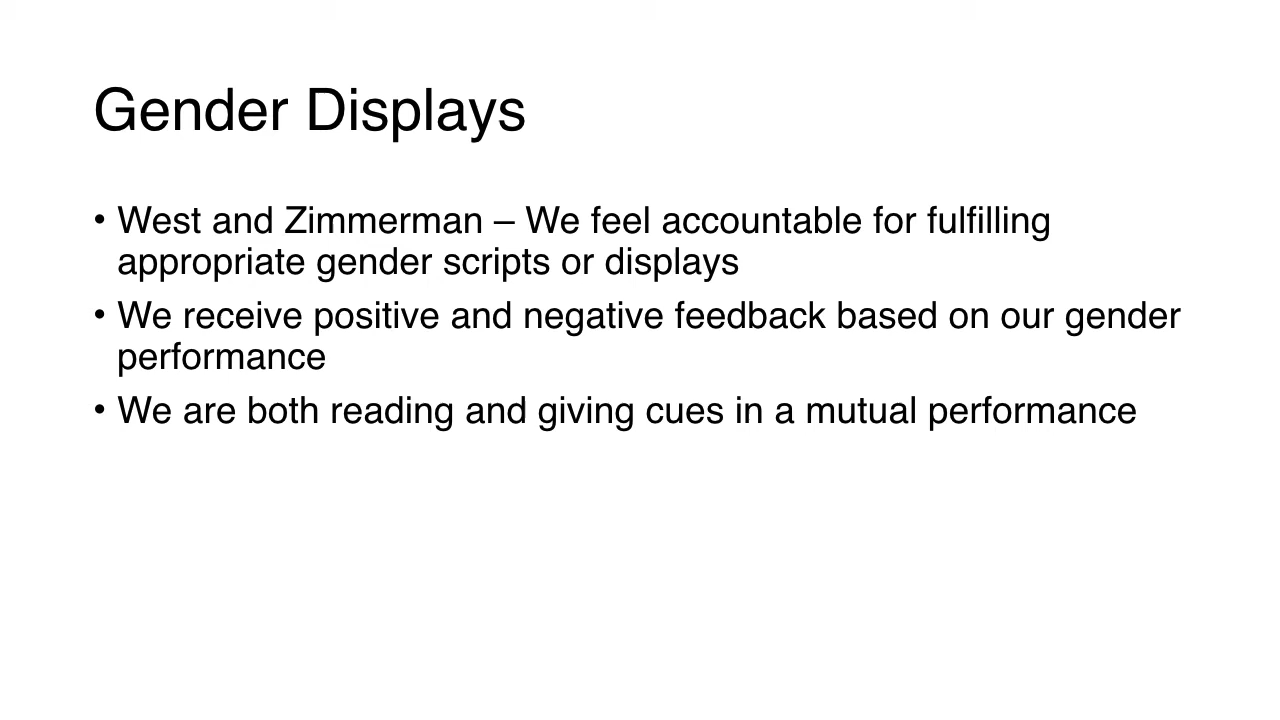 Gender Displays
• West and Zimmerman – We feel accountable for fulfilling
appropriate gender scripts or displays
• We receive positive and negative feedback based on our gender
performance
• We are both reading and giving cues in a mutual performance